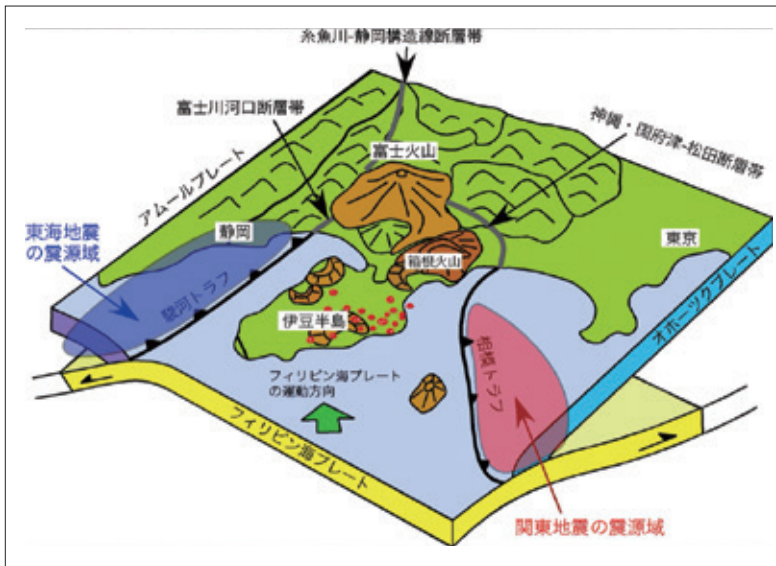 糸魚川-静岡構造線断層帯
富士川河口断層帯
神縄・国府津-松田断層帯
富士火山
アムールプレート
東海地震
の震源域
静岡
東京
箱根火山
駿河トラフ
オホーツクプレート
伊豆半島
相模トラフ
フィリピン海プレート
の運動方向
フィリピン海プレート
関東地震の震源域